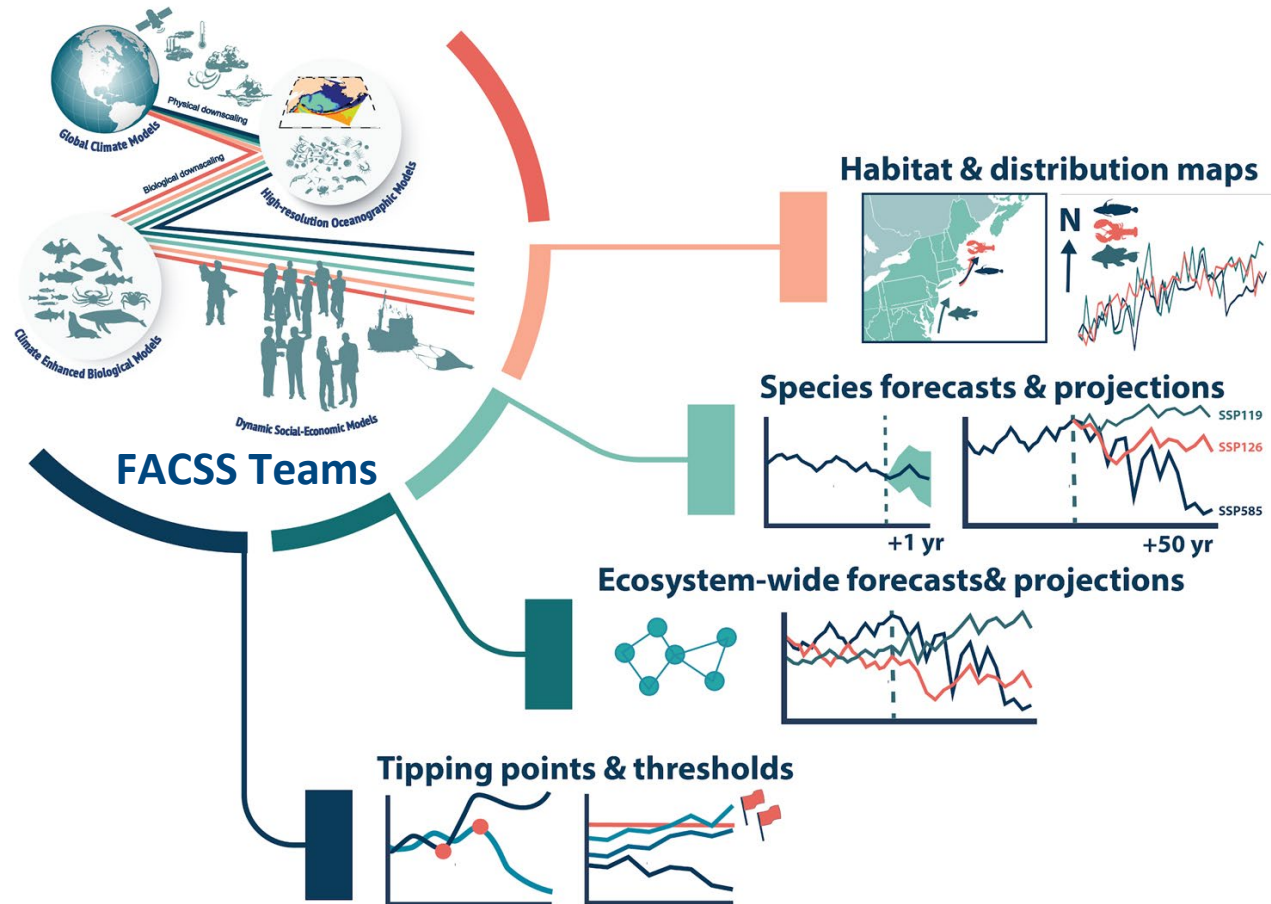 Physical downscaling
Global Climate Models
Biological downscaling
High-resolution Oceanographic Models
Climate Enhanced Biological Models
Dynamic Social-Economic Models
FACSS Teams
Habitat & distribution maps
N
Species forecasts & projections
SSP119
SSP126
SSP585
+1 yr
+50 yr
Ecosystem-wide forecasts& projections
Tipping points & thresholds